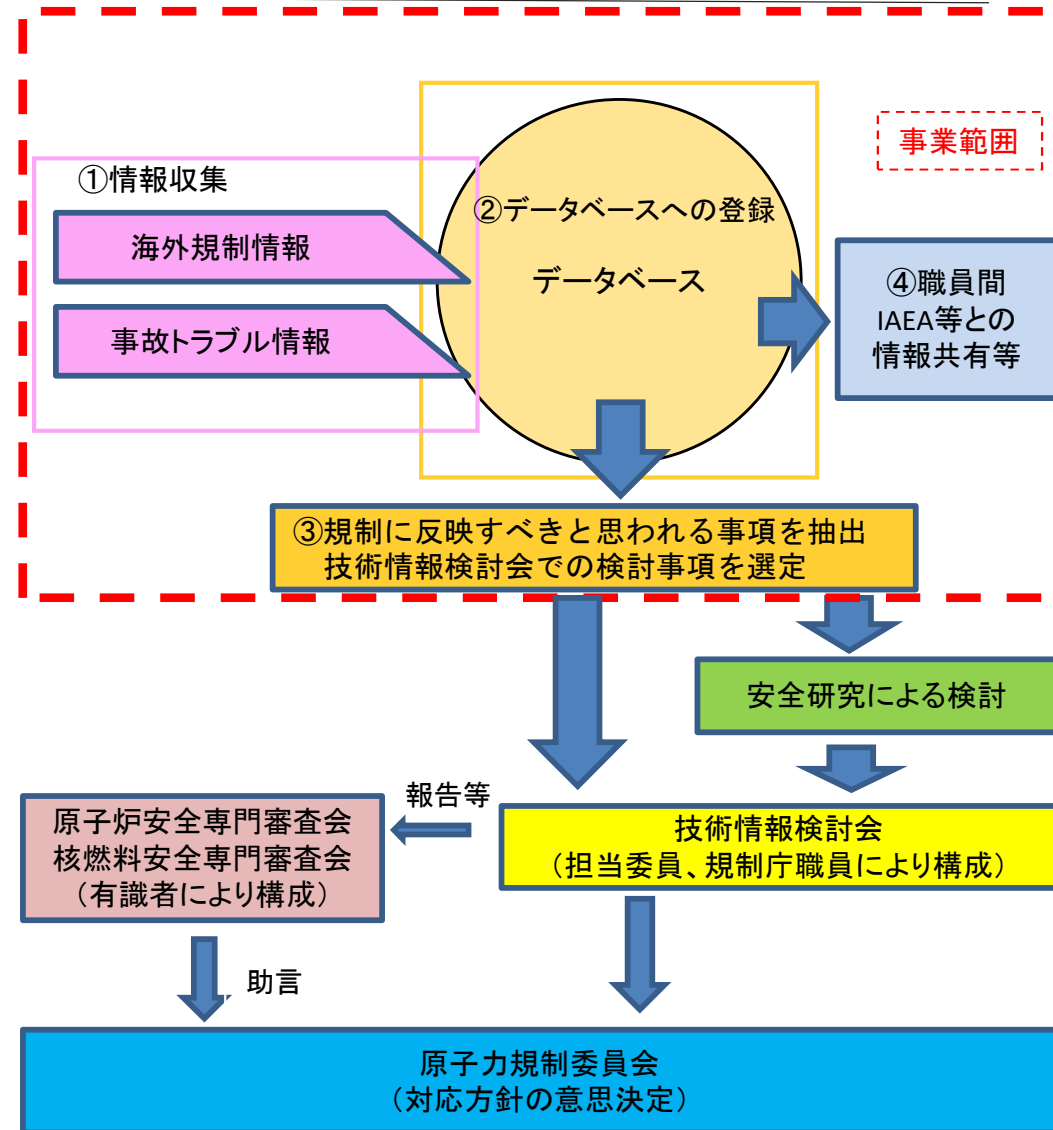 事業範囲
①情報収集
海外規制情報
事故トラブル情報
②データベースへの登録
データベース
④職員間
IAEA等との
情報共有等
③規制に反映すべきと思われる事項を抽出
技術情報検討会での検討事項を選定
安全研究による検討
報告等
原子炉安全専門審査会
核燃料安全専門審査会
（有識者により構成）
技術情報検討会
（担当委員、規制庁職員により構成）
助言
原子力規制委員会
（対応方針の意思決定）